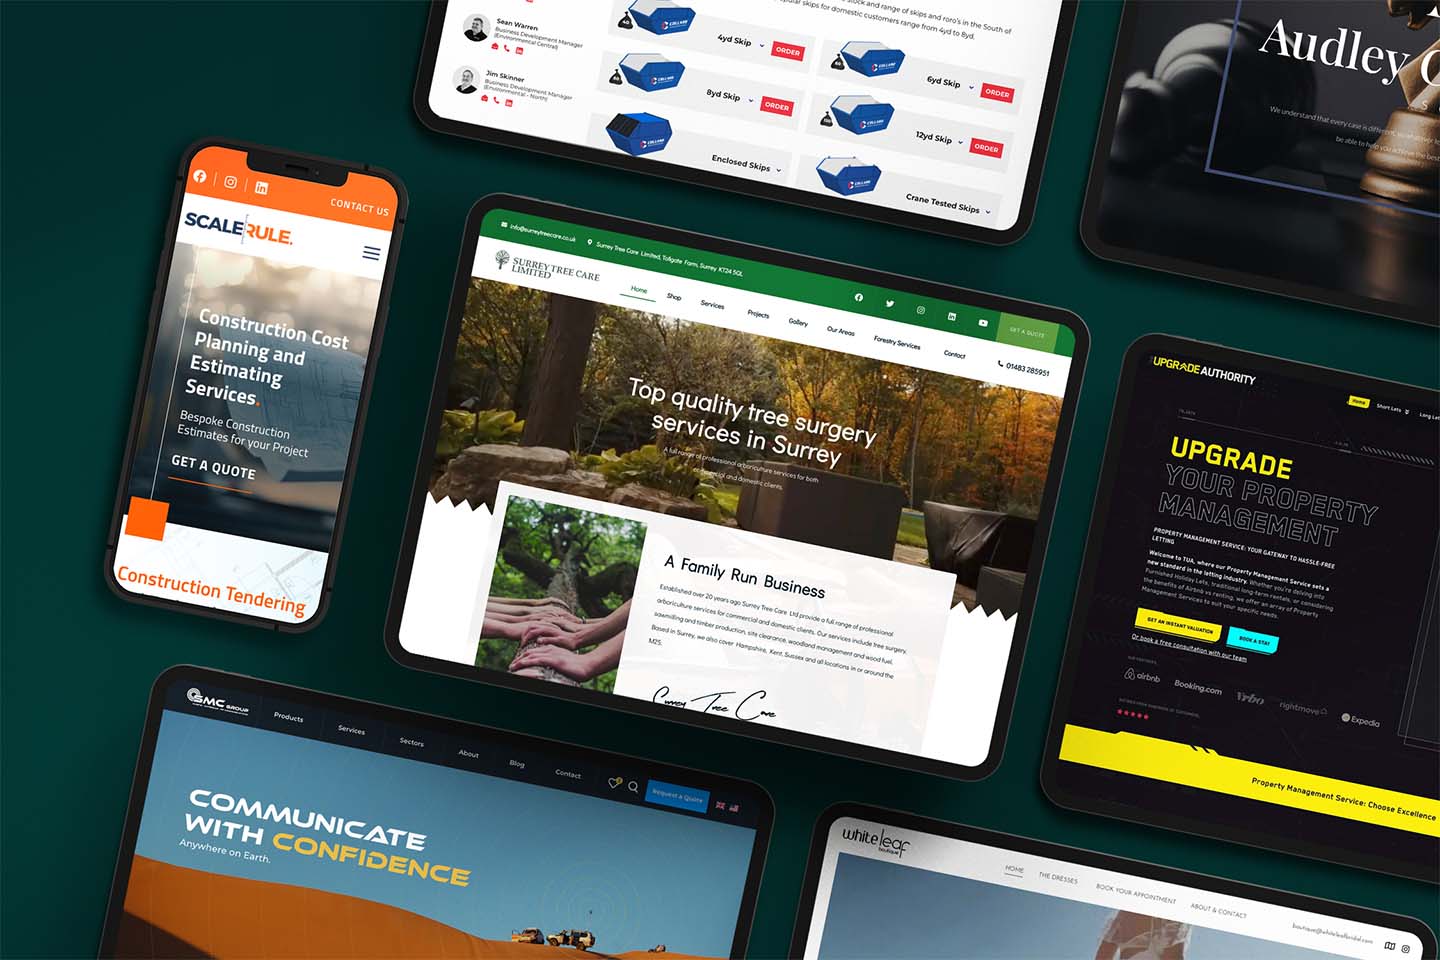 Sean Warren
Business Development Manager
(Environmental Central)
Jim Skinner
Business Development Manager
(Environmental - North)
stock and range of skips and roro's in the South of
skips for domestic customers range from 4yd to 8yd.
4yd Skip
ORDER
6yd Skip
ORDER
8yd Skip
ORDER
12yd Skip
ORDER
Enclosed Skips
Crane Tested Skips
COLLARD
Audley
We understand that every case is different,
be able to help you achieve the best
CONTACT US
SCALE RULE.
Construction Cost
Planning and
Estimating
Services.
Bespoke Construction
Estimates for your Project
GET A QUOTE
Construction Tendering
info@surreytreecare.co.uk
Surrey Tree Care Limited, Tollgate Farm, Surrey KT24 5QL
GET A QUOTE
SURREY TREE CARE
LIMITED
Home
Shop
Services
Projects
Gallery
Our Areas
Forestry Services
Contact
01483 285951
Top quality tree surgery
services in Surrey
A full range of professional arboriculture services for both
commercial and domestic clients.
A Family Run Business
Established over 20 years ago Surrey Tree Care Ltd provide a full range of professional
arboriculture services for commercial and domestic clients. Our services include tree surgery,
sawmilling and timber production, site clearance, woodland management and wood fuel.
Based in Surrey, we also cover Hampshire, Kent, Sussex and all locations in or around the
M25.
Surrey Tree Care
UPGRADE AUTHORITY
Home
Short Lets
Long Let
UPGRADE
YOUR PROPERTY
MANAGEMENT
PROPERTY MANAGEMENT SERVICE: YOUR GATEWAY TO HASSLE-FREE
LETTING
Welcome to TUA, where our Property Management Service sets a
new standard in the letting industry. Whether you're delving into
Furnished Holiday Lets, traditional long-term rentals, or considering
the benefits of Airbnb vs renting, we offer an array of Property
Management Services to suit your specific needs.
GET AN INSTANT VALUATION
BOOK A STAY
Or book a free consultation with our team
OUR PARTNERS
airbnb
Booking.com
Vrbo
rightmove
Expedia
Property Management Service: Choose Excellence
GSMC GROUP
Products
Services
Sectors
About
Blog
Contact
Request a Quote
COMMUNICATE
WITH CONFIDENCE
Anywhere on Earth.
white leaf
boutique
HOME
THE DRESSES
BOOK YOUR APPOINTMENT
ABOUT & CONTACT
boutique@whiteleafbridal.com